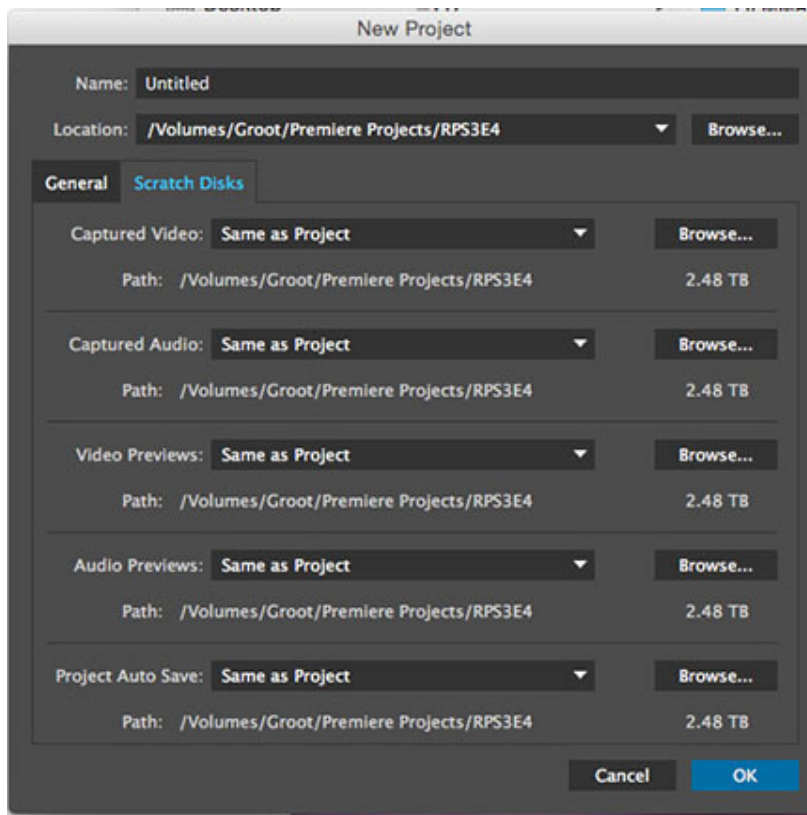 New Project
Name: Untitled
Location: /Volumes/Groot/Premiere Projects/RPS3E4 Browse...
General Scratch Disks
Captured Video: Same as Project Browse...
Path: /Volumes/Groot/Premiere Projects/RPS3E4 2.48 TB
Captured Audio: Same as Project Browse...
Path: /Volumes/Groot/Premiere Projects/RPS3E4 2.48 TB
Video Previews: Same as Project Browse...
Path: /Volumes/Groot/Premiere Projects/RPS3E4 2.48 TB
Audio Previews: Same as Project Browse...
Path: /Volumes/Groot/Premiere Projects/RPS3E4 2.48 TB
Project Auto Save: Same as Project Browse...
Path: /Volumes/Groot/Premiere Projects/RPS3E4 2.48 TB
Cancel OK